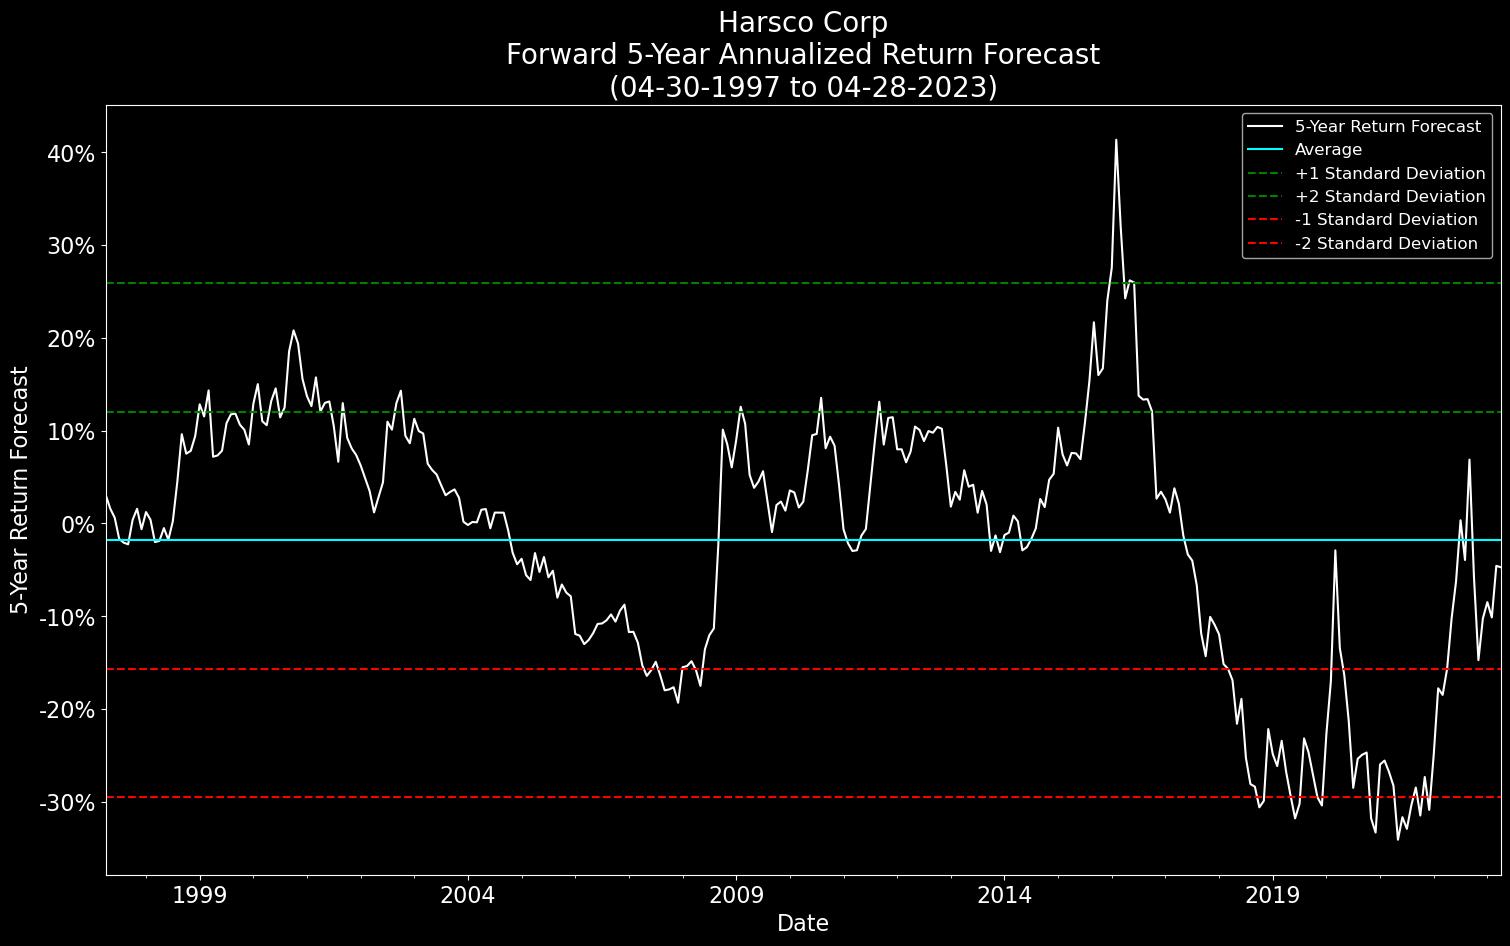 Harsco Corp
Forward 5-Year Annualized Return Forecast
(04-30-1997 to 04-28-2023)
5-Year Return Forecast
Average
+1 Standard Deviation
+2 Standard Deviation
-1 Standard Deviation
-2 Standard Deviation
40%
30%
20%
10%
0%
-10%
-20%
-30%
5-Year Return Forecast
1999
2004
2009
2014
2019
Date